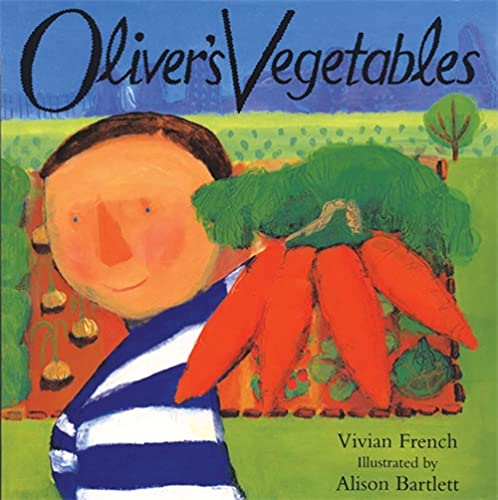 Oliver's Vegetables
Vivian French
Illustrated by
Alison Bartlett